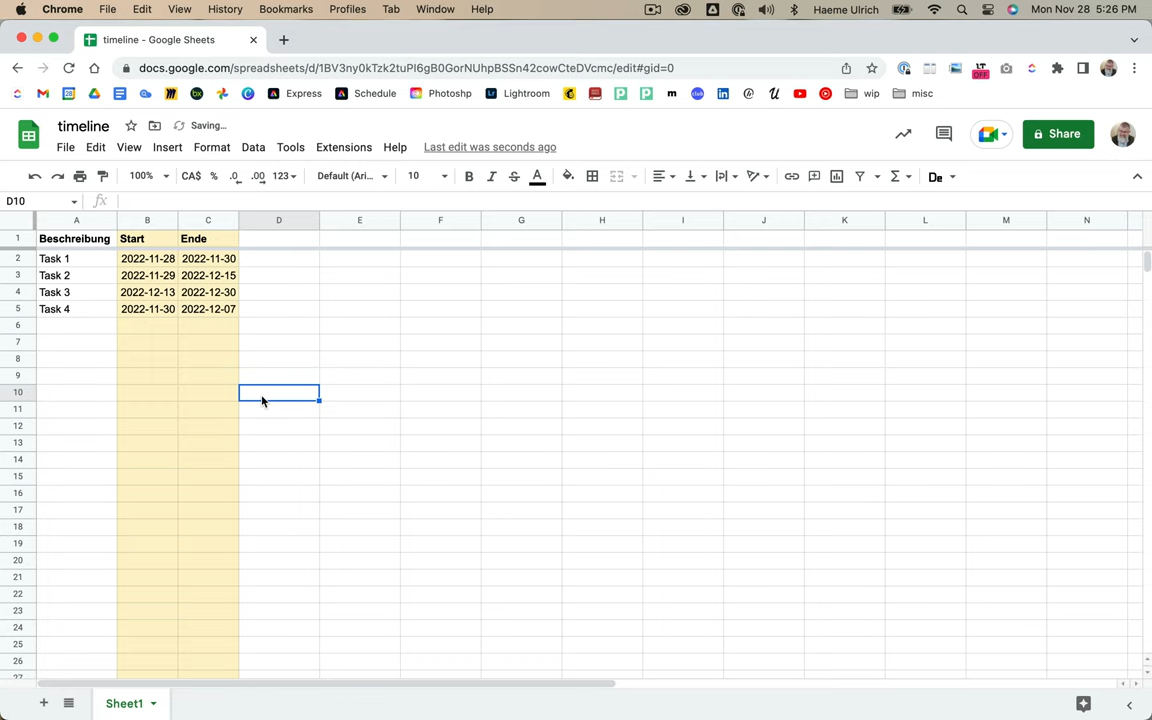 Chrome File Edit View History Bookmarks Profiles Tab Window Help Haeme Ulrich Mon Nov 28 5:26 PM
timeline - Google Sheets
docs.google.com/spreadsheets/d/1BV3ny0kTzk2tuPI6gB0GorNUhpBSSn42cowCteDVcmc/edit#gid=0
LT OFF
Express Schedule Photoshp Lightroom wip misc
timeline Saving...
File Edit View Insert Format Data Tools Extensions Help Last edit was seconds ago
Share
100% CA$ % .0 .00 123 Default (Ari... 10 B I A De
D10 fx
A B C D E F G H I J K L M N
1 Beschreibung Start Ende
2 Task 1 2022-11-28 2022-11-30
3 Task 2 2022-11-29 2022-12-15
4 Task 3 2022-12-13 2022-12-30
5 Task 4 2022-11-30 2022-12-07
6
7
8
9
10
11
12
13
14
15
16
17
18
19
20
21
22
23
24
25
26
27
Sheet1